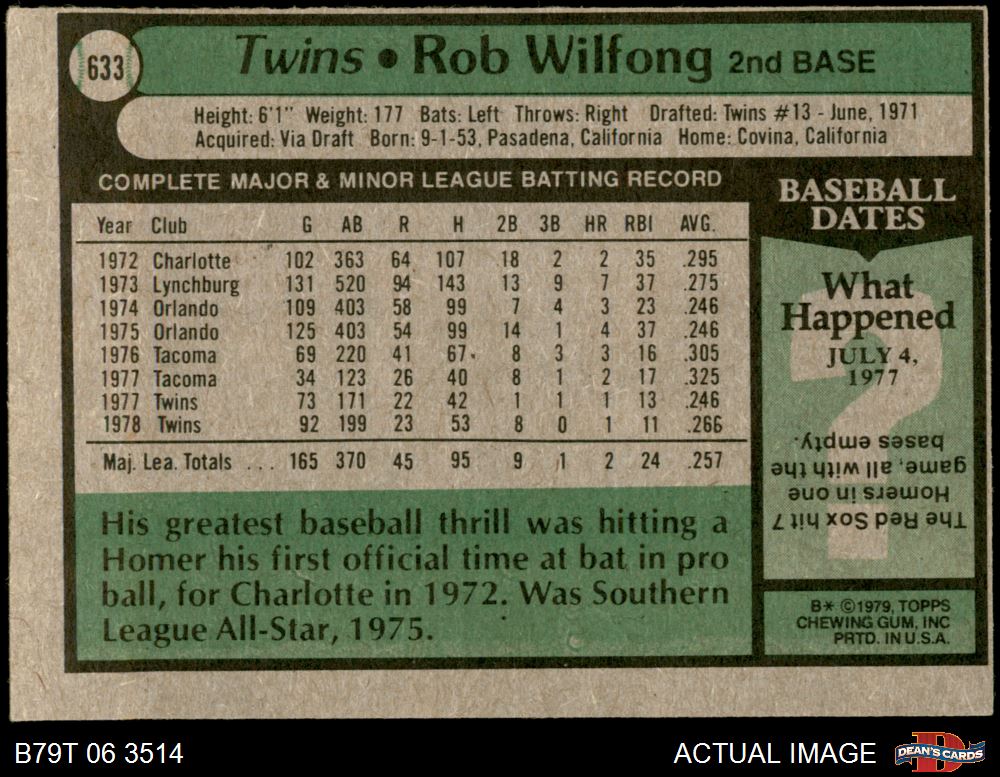 633
Twins • Rob Wilfong 2nd BASE
Height: 6'1" Weight: 177 Bats: Left Throws: Right Drafted: Twins #13 - June, 1971
Acquired: Via Draft Born: 9-1-53, Pasadena, California Home: Covina, California
COMPLETE MAJOR & MINOR LEAGUE BATTING RECORD
Year Club G AB R H 2B 3B HR RBI AVG.
1972 Charlotte 102 363 64 107 18 2 2 35 .295
1973 Lynchburg 131 520 94 143 13 9 7 37 .275
1974 Orlando 109 403 58 99 7 4 3 23 .246
1975 Orlando 125 403 54 99 14 1 4 37 .246
1976 Tacoma 69 220 41 67 8 3 3 16 .305
1977 Tacoma 34 123 26 40 8 1 2 17 .325
1977 Twins 73 171 22 42 1 1 1 13 .246
1978 Twins 92 199 23 53 8 0 1 11 .266
Maj. Lea. Totals ... 165 370 45 95 9 1 2 24 .257
His greatest baseball thrill was hitting a
Homer his first official time at bat in pro
ball, for Charlotte in 1972. Was Southern
League All-Star, 1975.
BASEBALL
DATES
What
Happened
JULY 4,
1977
?
The Red Sox hit 7
Homers in one
game, all with the
bases empty.
B* ©1979, TOPPS
CHEWING GUM, INC
PRTD. IN U.S.A.
B79T 06 3514
ACTUAL IMAGE
D
DEAN'S CARDS